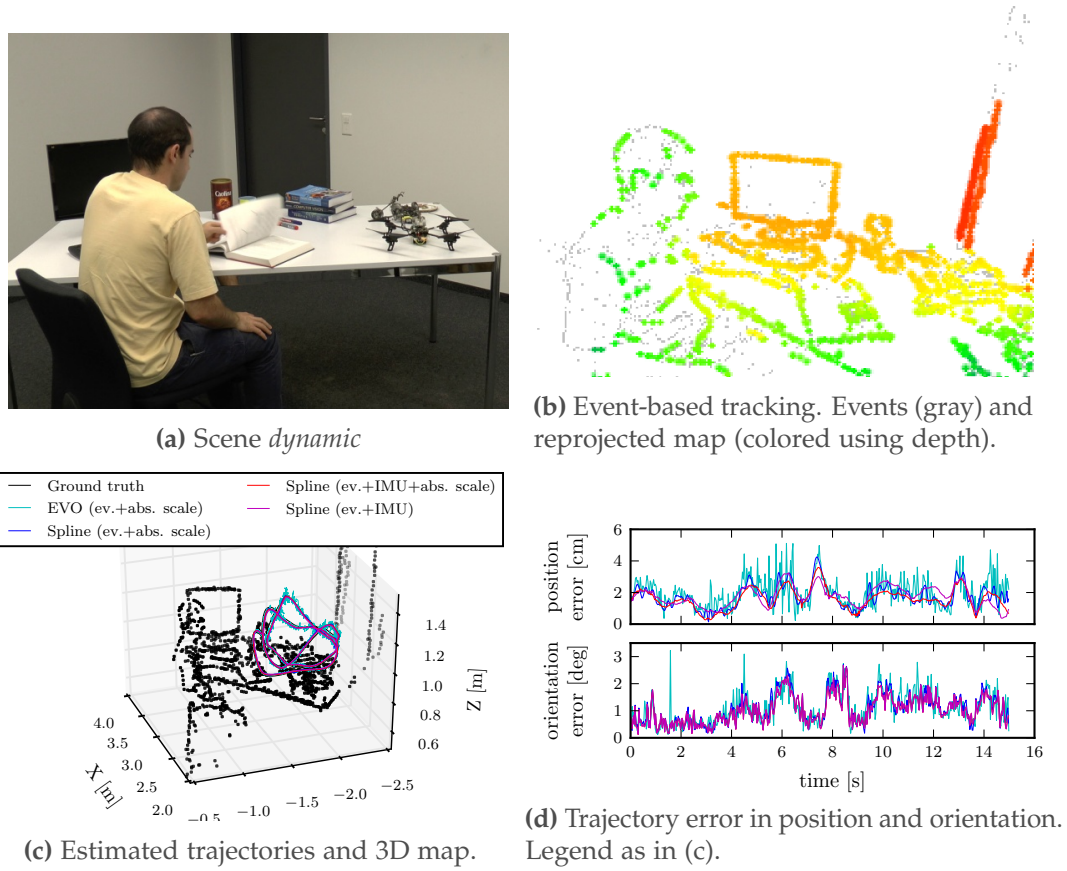 (a) Scene dynamic
(b) Event-based tracking. Events (gray) and
reprojected map (colored using depth).
Ground truth
EVO (ev.+abs. scale)
Spline (ev.+abs. scale)
Spline (ev.+IMU+abs. scale)
Spline (ev.+IMU)
1.4
1.2
1.0
0.8
0.6
Z [m]
4.0
3.5
3.0
2.5
2.0
X [m]
−0.5
−1.0
−1.5
−2.0
−2.5
(c) Estimated trajectories and 3D map.
position
error [cm]
6
4
2
0
orientation
error [deg]
3
2
1
0
0 2 4 6 8 10 12 14 16
time [s]
(d) Trajectory error in position and orientation.
Legend as in (c).